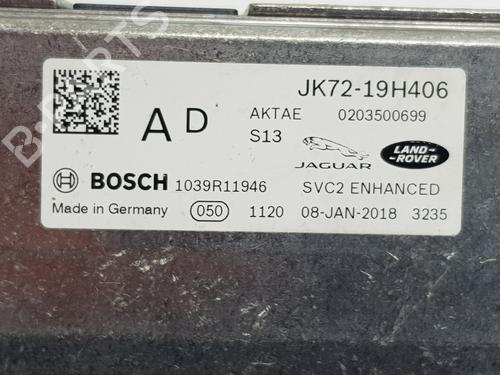 JK72-19H406
A D
AKTAE 0203500699
S13
JAGUAR
LAND-
ROVER
BOSCH 1039R11946 SVC2 ENHANCED
Made in Germany 050 1120 08-JAN-2018 3235
B-PARTS